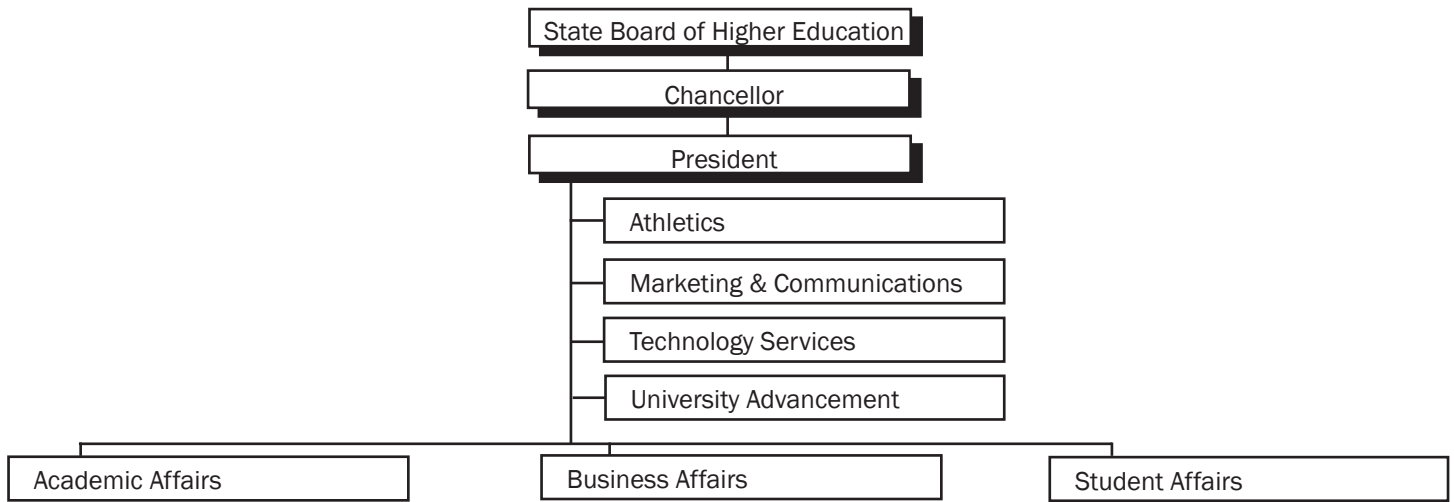 State Board of Higher Education
Chancellor
President
Athletics
Marketing & Communications
Technology Services
University Advancement
Academic Affairs
Business Affairs
Student Affairs